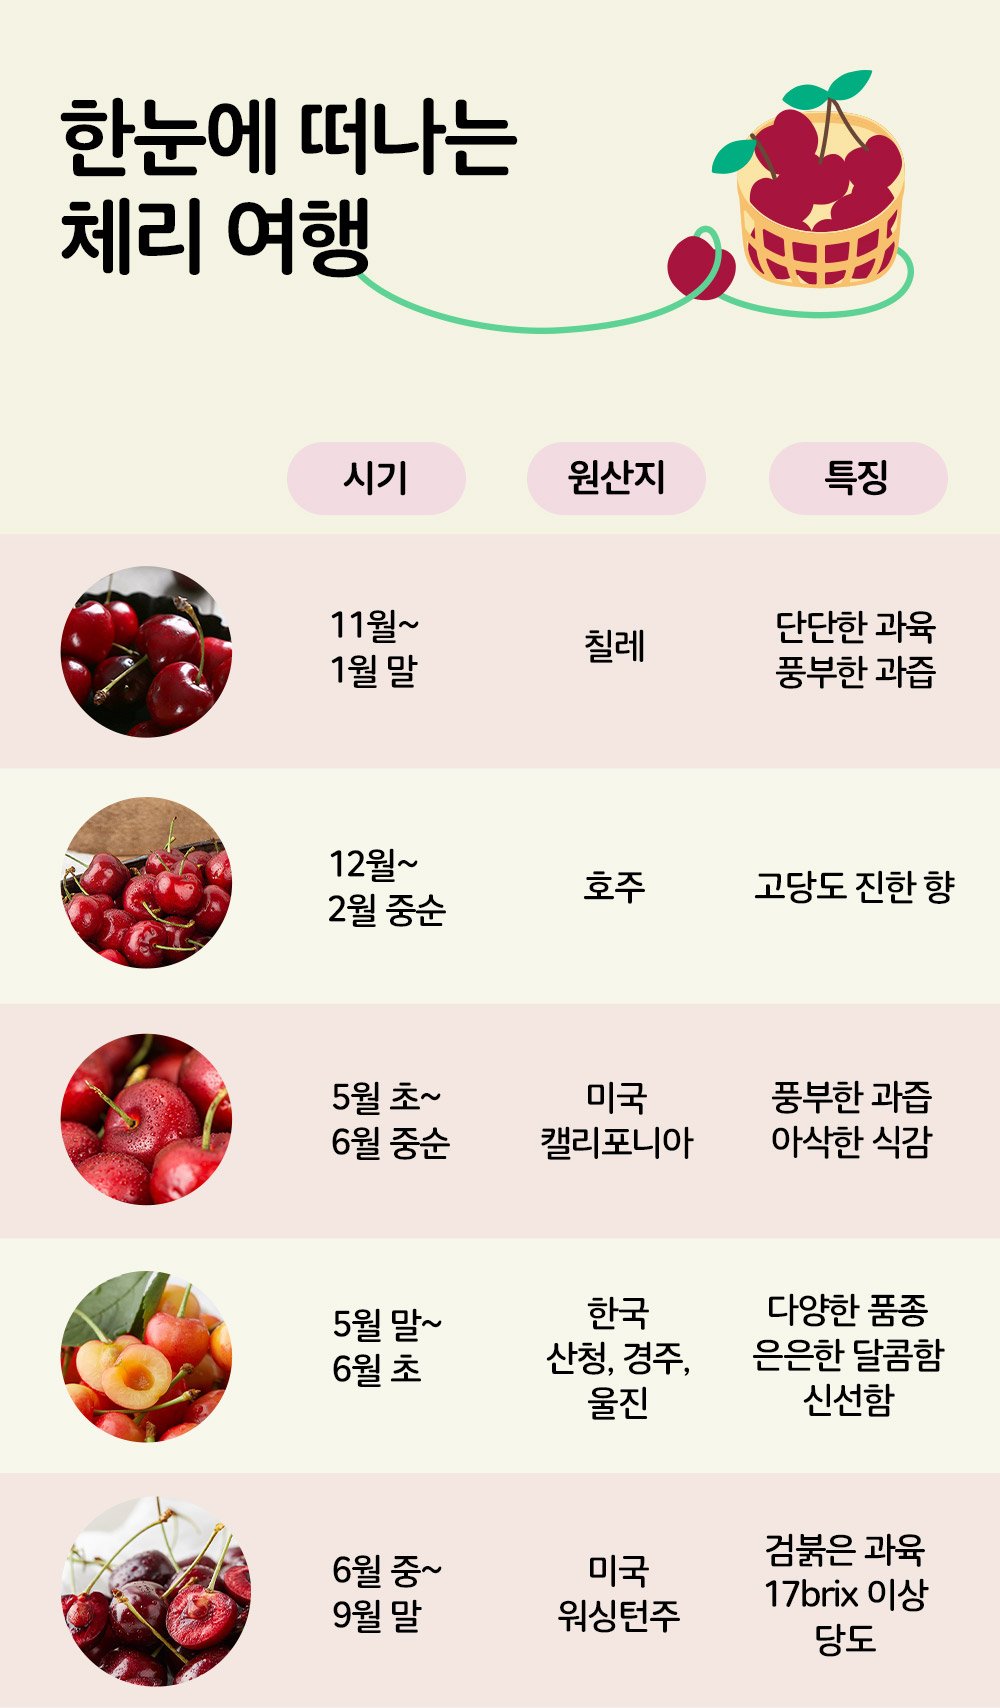 한눈에 떠나는
체리 여행
시기
원산지
특징
11월~
1월 말
칠레
단단한 과육
풍부한 과즙
12월~
2월 중순
호주
고당도 진한 향
5월 초~
6월 중순
미국
캘리포니아
풍부한 과즙
아삭한 식감
5월 말~
6월 초
한국
산청, 경주,
울진
다양한 품종
은은한 달콤함
신선함
6월 중~
9월 말
미국
워싱턴주
검붉은 과육
17brix 이상
당도